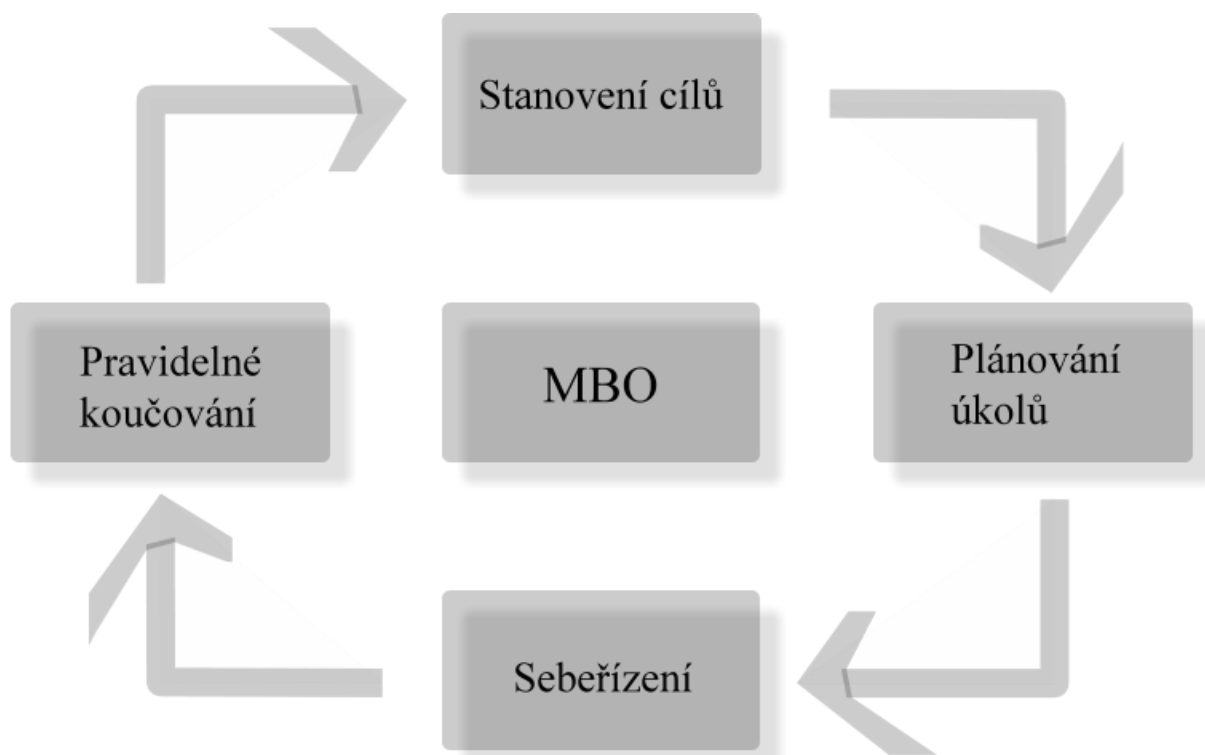 Stanovení cílů
Pravidelné
koučování
MBO
Plánování
úkolů
Sebeřízení